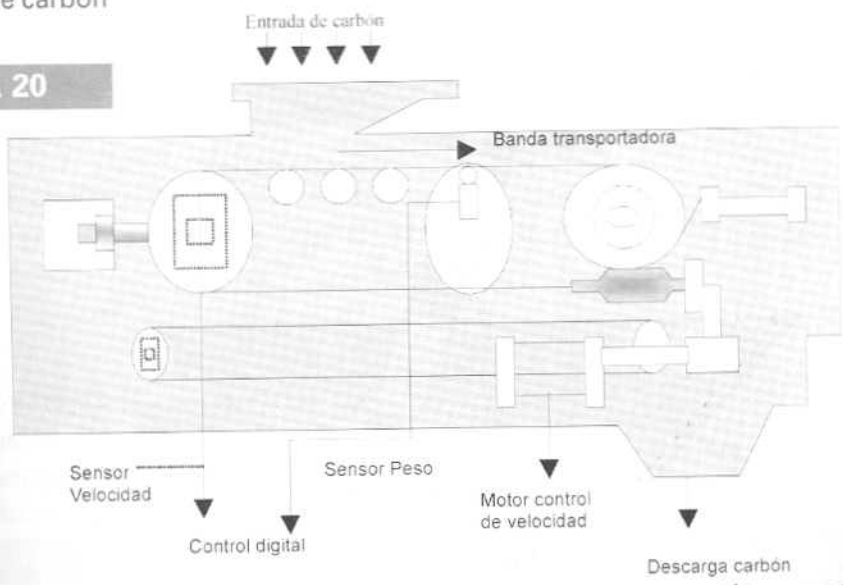 e carbón
Entrada de carbón
20
Banda transportadora
Sensor
Velocidad
Sensor Peso
Motor control
de velocidad
Control digital
Descarga carbón